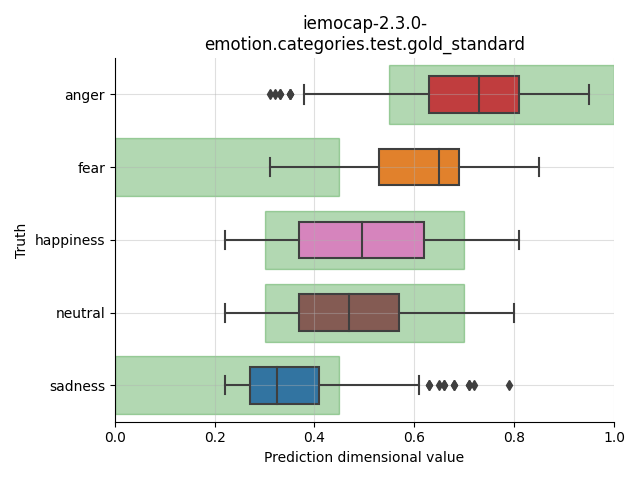 iemocap-2.3.0-
emotion.categories.test.gold_standard
Truth
anger
fear
happiness
neutral
sadness
0.0 0.2 0.4 0.6 0.8 1.0
Prediction dimensional value